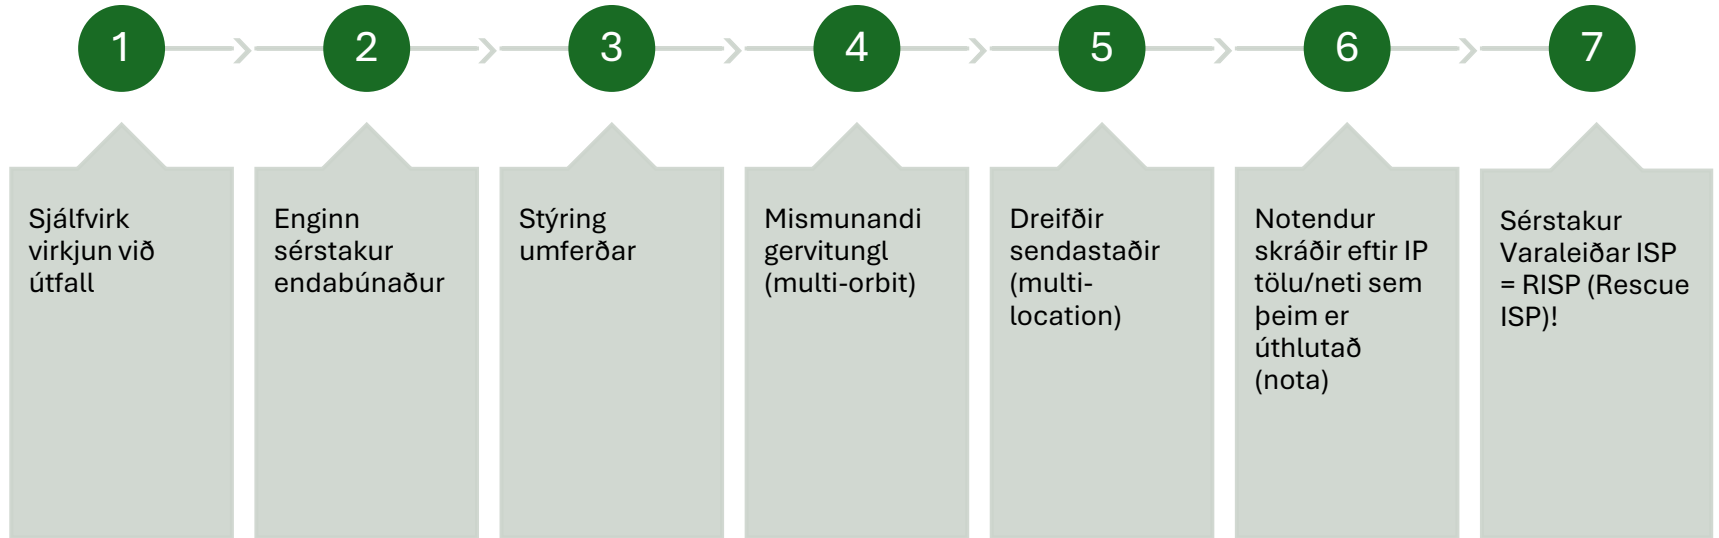 1
2
3
4
5
6
7
Sjálfvirk
virkjun við
útfall
Enginn
sérstakur
endabúnaður
Stýring
umferðar
Mismunandi
gervitungl
(multi-orbit)
Dreifðir
sendastaðir
(multi-
location)
Notendur
skráðir eftir IP
tölu/neti sem
þeim er
úthlutað
(nota)
Sérstakur
Varaleiðar ISP
= RISP (Rescue
ISP)!